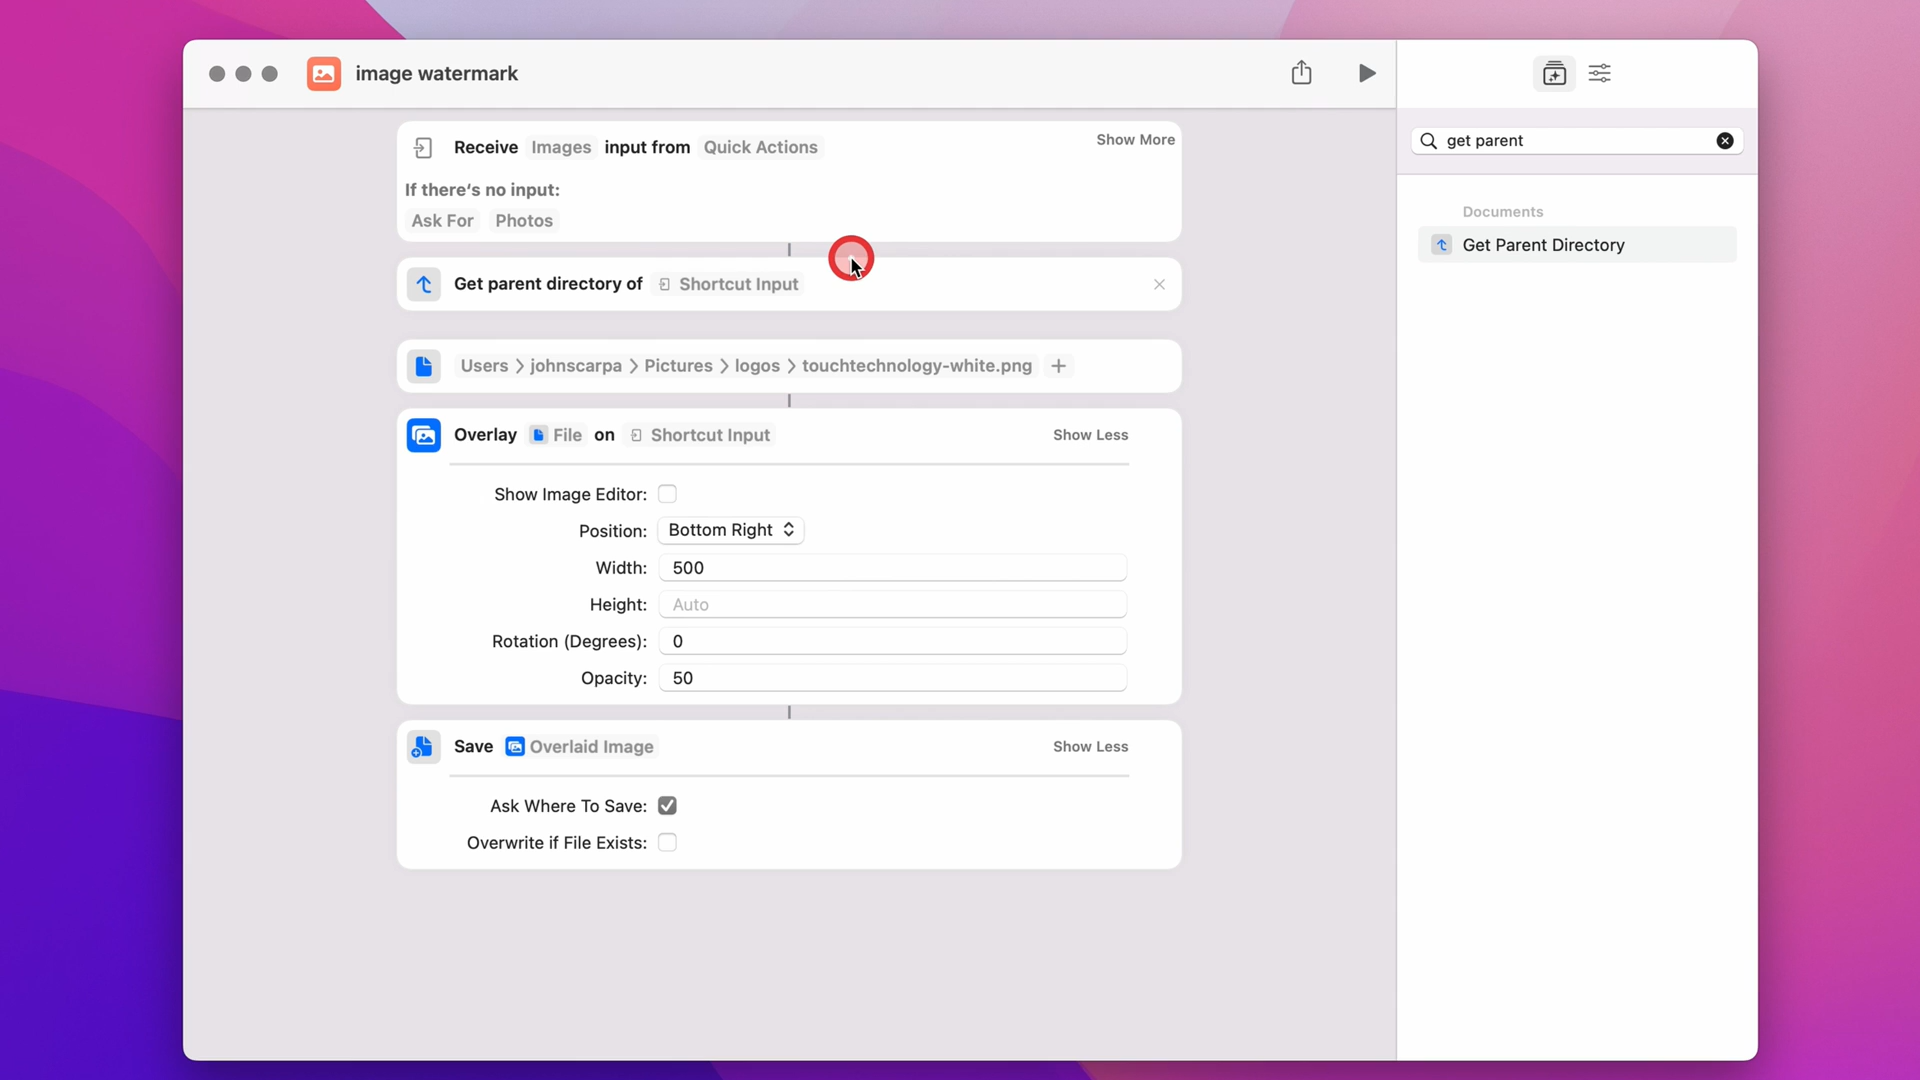 image watermark
Receive Images input from Quick Actions Show More
If there's no input:
Ask For Photos
Get parent directory of Shortcut Input
Users > johnscarpa > Pictures > logos > touchtechnology-white.png +
Overlay File on Shortcut Input Show Less
Show Image Editor:
Position: Bottom Right
Width: 500
Height: Auto
Rotation (Degrees): 0
Opacity: 50
Save Overlaid Image Show Less
Ask Where To Save:
Overwrite if File Exists:
get parent
Documents
Get Parent Directory